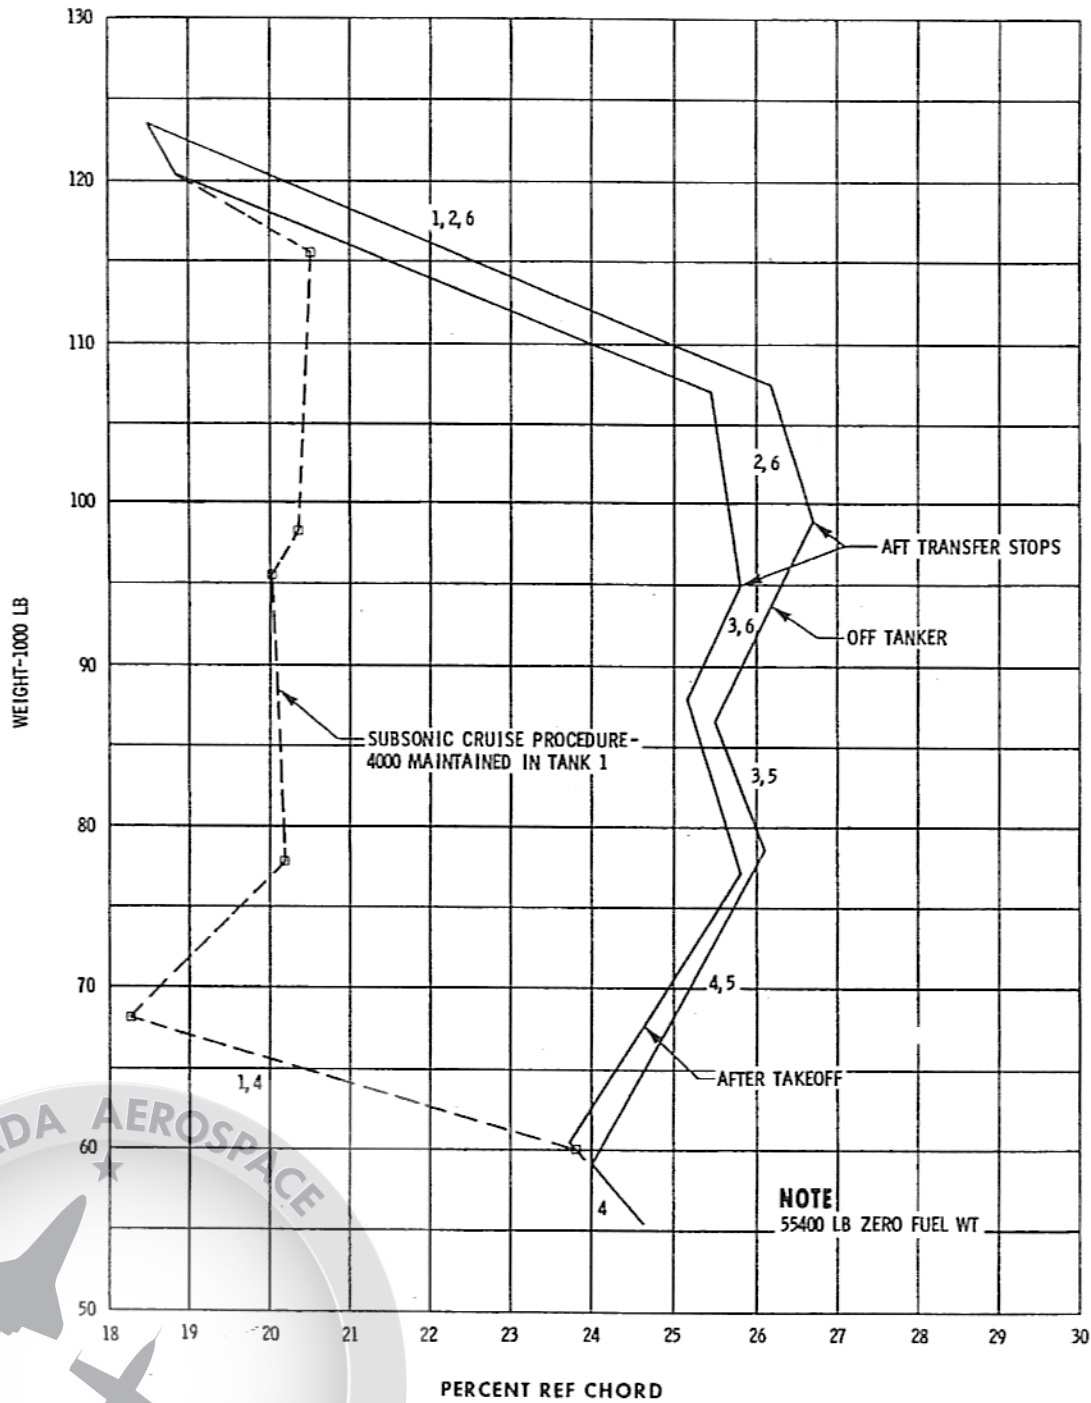 130
120
110
100
90
80
70
60
50
WEIGHT-1000 LB
1,2,6
2,6
AFT TRANSFER STOPS
3,6
OFF TANKER
SUBSONIC CRUISE PROCEDURE-
4000 MAINTAINED IN TANK 1
3,5
4,5
AFTER TAKEOFF
1,4
4
NOTE
55400 LB ZERO FUEL WT
18 19 20 21 22 23 24 25 26 27 28 29 30
PERCENT REF CHORD
DA AEROSPACE